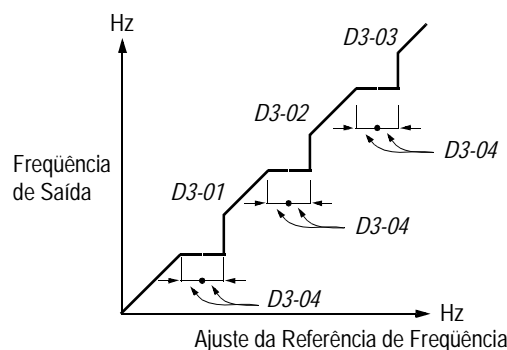 Hz
D3-03
D3-02
D3-04
Freqüência
de Saída
D3-01
D3-04
D3-04
Hz
Ajuste da Referência de Freqüência